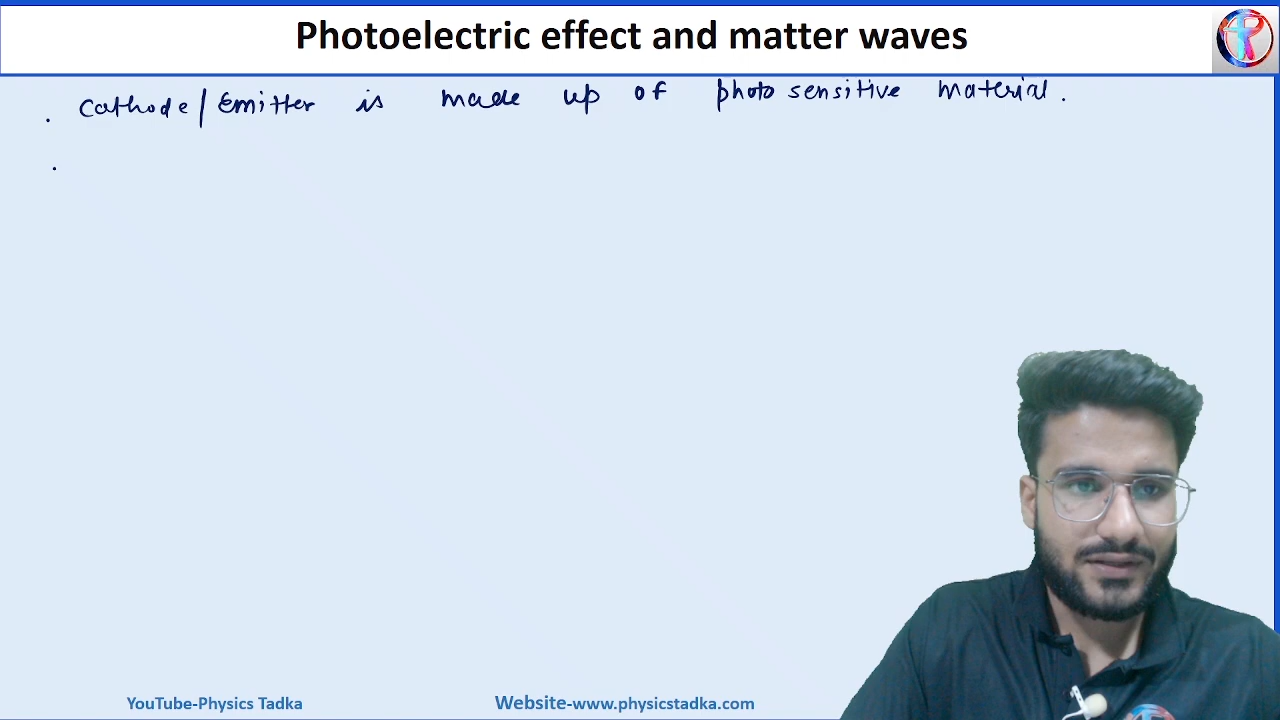 Photoelectric effect and matter waves
. Cathode/Emitter is made up of photo sensitive material.
.
YouTube-Physics Tadka
Website-www.physicstadka.com